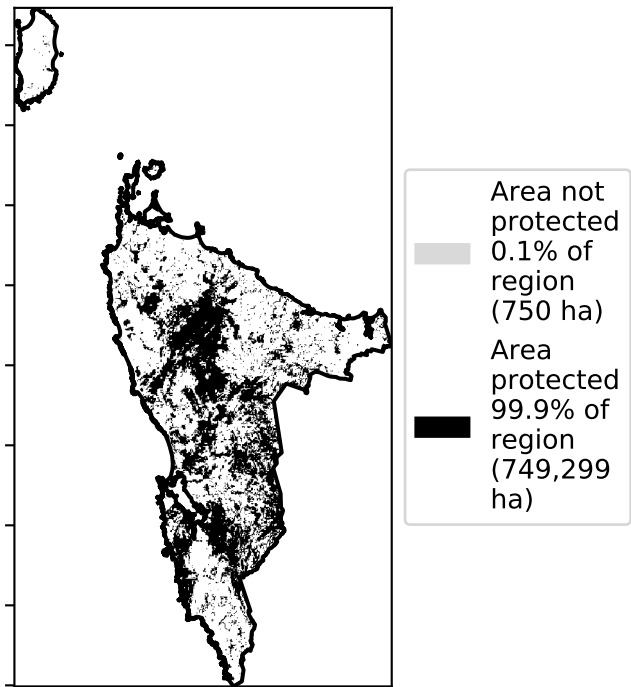 Area not
protected
0.1% of
region
(750 ha)
Area
protected
99.9% of
region
(749,299
ha)